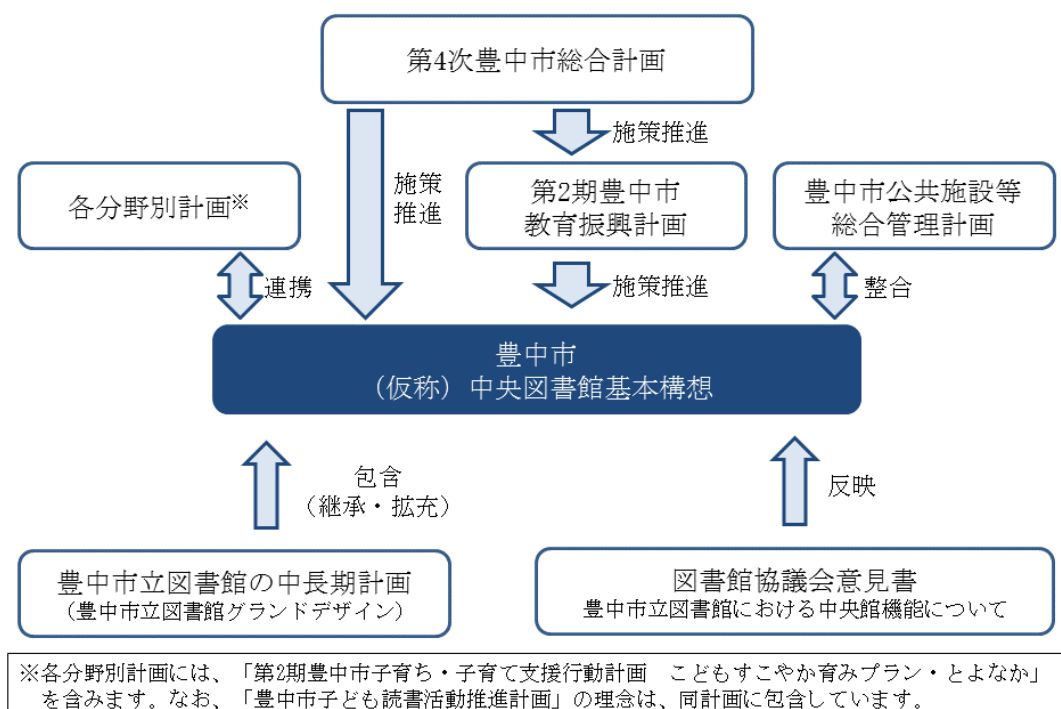 第4次豊中市総合計画
施策推進
各分野別計画※
施策
推進
第2期豊中市
教育振興計画
豊中市公共施設等
総合管理計画
連携
施策推進
整合
豊中市
（仮称）中央図書館基本構想
包含
（継承・拡充）
反映
豊中市立図書館の中長期計画
（豊中市立図書館グランドデザイン）
図書館協議会意見書
豊中市立図書館における中央館機能について
※各分野別計画には、「第2期豊中市子育ち・子育て支援行動計画　こどもすこやか育みプラン・とよなか」
を含みます。なお、「豊中市子ども読書活動推進計画」の理念は、同計画に包含しています。